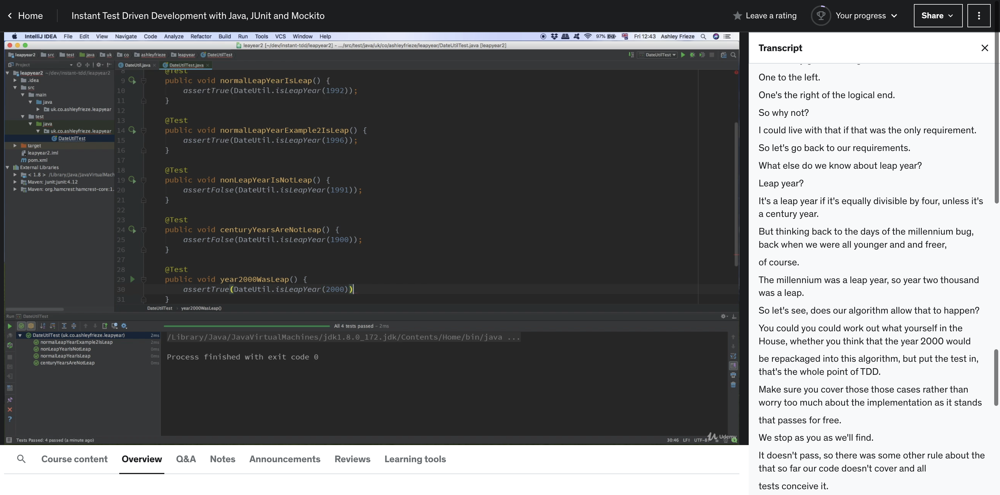 Home
Instant Test Driven Development with Java, JUnit and Mockito
Leave a rating
Your progress
Share
IntelliJ IDEA File Edit View Navigate Code Analyze Refactor Build Run Tools VCS Window Help
97% Fri 12:43 Ashley Frieze
leayear2 [~/dev/instant-tdd/leapyear2] - .../src/test/java/uk/co/ashleyfrieze/leapyear/DateUtilTest.java [leapyear2]
leapyear2 src test java uk co ashleyfrieze leapyear DateUtilTest
DateUtilTest
Project
DateUtil.java
DateUtilTest.java
leapyear2 ~/dev/instant-tdd/leapyear2
.idea
src
main
java
uk.co.ashleyfrieze.leapyear
test
java
uk.co.ashleyfrieze.leapyear
DateUtilTest
target
leapyear2.iml
pom.xml
External Libraries
< 1.8 > /Library/Java/JavaVirtualMach
Maven: junit:junit:4.12
Maven: org.hamcrest:hamcrest-core:1.
8 @Test
9 public void normalLeapYearIsLeap() {
10 assertTrue(DateUtil.isLeapYear(1992));
11 }
12
13 @Test
14 public void normalLeapYearExample2IsLeap() {
15 assertTrue(DateUtil.isLeapYear(1996));
16 }
17
18 @Test
19 public void nonLeapYearIsNotLeap() {
20 assertFalse(DateUtil.isLeapYear(1991));
21 }
22
23 @Test
24 public void centuryYearsAreNotLeap() {
25 assertFalse(DateUtil.isLeapYear(1900));
26 }
27
28 @Test
29 public void year2000WasLeap() {
30 assertTrue(DateUtil.isLeapYear(2000))
31 }
DateUtilTest › year2000WasLeap()
Run DateUtilTest
All 4 tests passed – 2ms
DateUtilTest (uk.co.ashleyfrieze.leapyear) 2ms
normalLeapYearExample2IsLeap 2ms
nonLeapYearIsNotLeap 0ms
normalLeapYearIsLeap 0ms
centuryYearsAreNotLeap 0ms
/Library/Java/JavaVirtualMachines/jdk1.8.0_172.jdk/Contents/Home/bin/java ...
Process finished with exit code 0
Tests Passed: 4 passed (a minute ago)
30:46 LF÷ UTF-8÷
Udemy
Course content
Overview
Q&A
Notes
Announcements
Reviews
Learning tools
Transcript
One to the left.
One's the right of the logical end.
So why not?
I could live with that if that was the only requirement.
So let's go back to our requirements.
What else do we know about leap year?
Leap year?
It's a leap year if it's equally divisible by four, unless it's
a century year.
But thinking back to the days of the millennium bug,
back when we were all younger and and freer,
of course.
The millennium was a leap year, so year two thousand
was a leap.
So let's see, does our algorithm allow that to happen?
You could you could work out what yourself in the
House, whether you think that the year 2000 would
be repackaged into this algorithm, but put the test in,
that's the whole point of TDD.
Make sure you cover those those cases rather than
worry too much about the implementation as it stands
that passes for free.
We stop as you as we'll find.
It doesn't pass, so there was some other rule about the
that so far our code doesn't cover and all
tests conceive it.